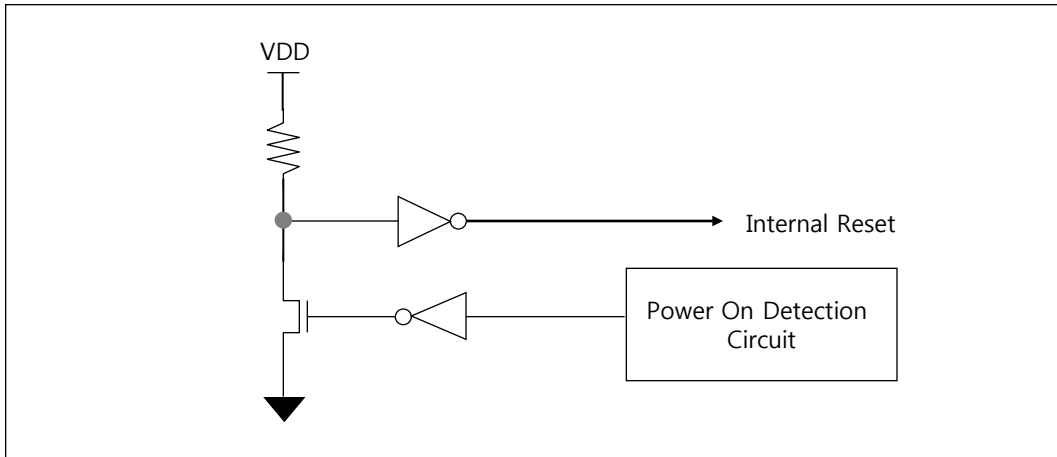 VDD
Internal Reset
Power On Detection
Circuit